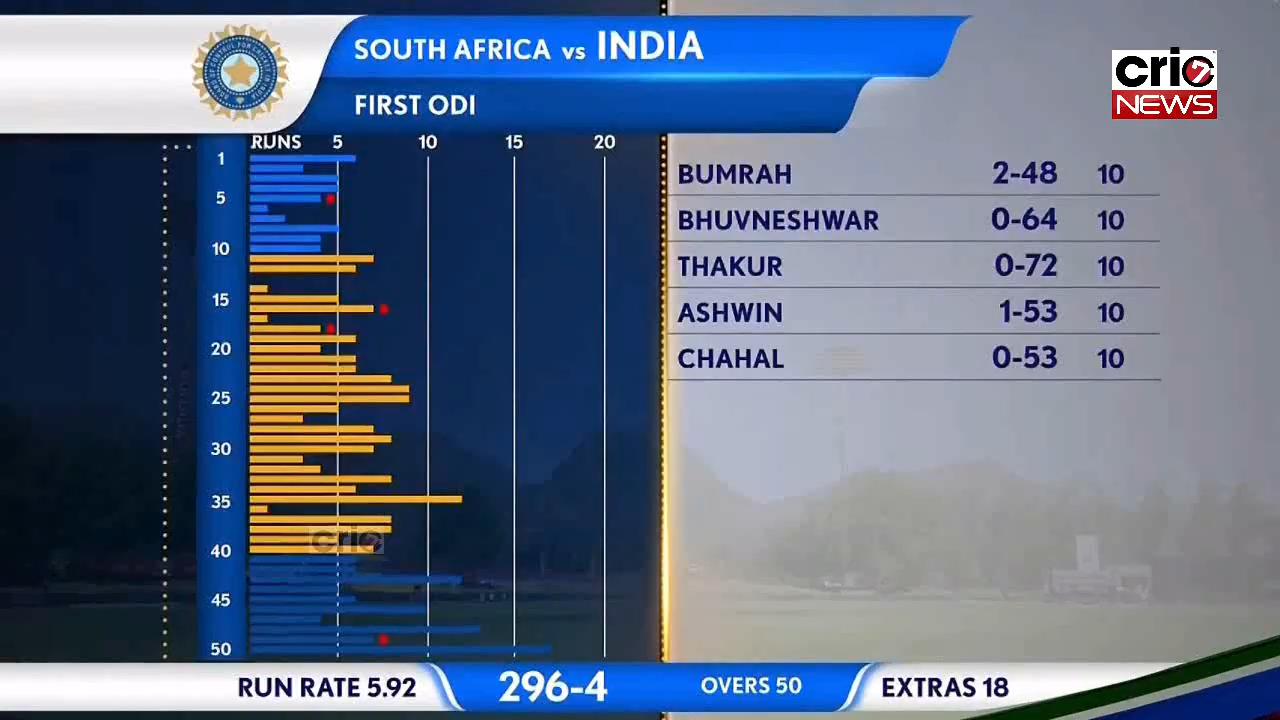 SOUTH AFRICA vs INDIA
FIRST ODI
cric7
NEWS
RUNS 5 10 15 20
1
5
10
15
20
25
30
35
40
45
50
BUMRAH 2-48 10
BHUVNESHWAR 0-64 10
THAKUR 0-72 10
ASHWIN 1-53 10
CHAHAL 0-53 10
cric7
RUN RATE 5.92 296-4 OVERS 50 EXTRAS 18